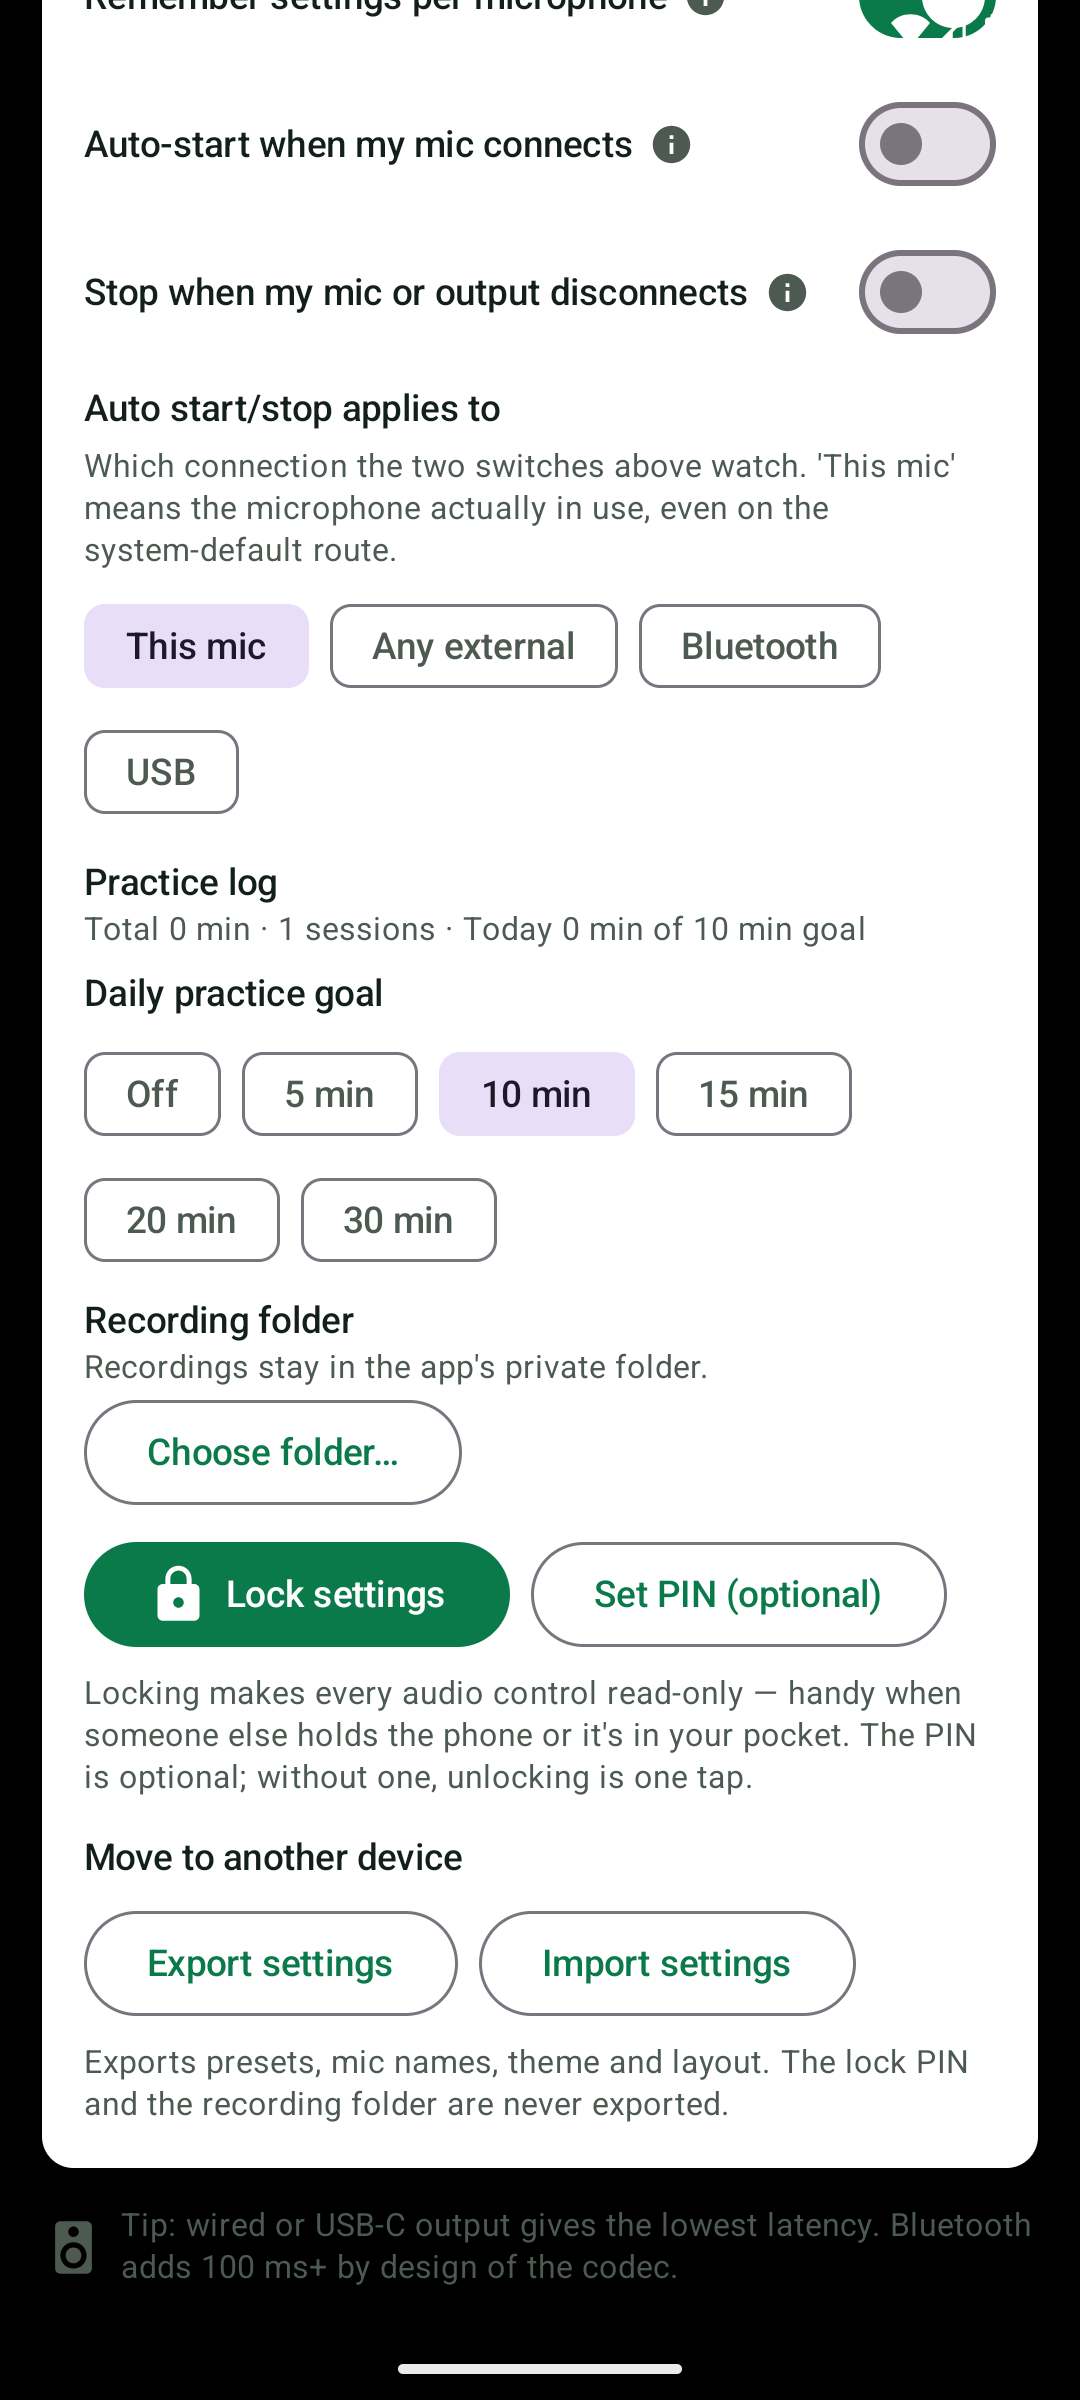 Remember settings per microphone
Auto-start when my mic connects
Stop when my mic or output disconnects
Auto start/stop applies to
Which connection the two switches above watch. 'This mic'
means the microphone actually in use, even on the
system-default route.
This mic
Any external
Bluetooth
USB
Practice log
Total 0 min · 1 sessions · Today 0 min of 10 min goal
Daily practice goal
Off
5 min
10 min
15 min
20 min
30 min
Recording folder
Recordings stay in the app's private folder.
Choose folder…
Lock settings
Set PIN (optional)
Locking makes every audio control read-only — handy when
someone else holds the phone or it's in your pocket. The PIN
is optional; without one, unlocking is one tap.
Move to another device
Export settings
Import settings
Exports presets, mic names, theme and layout. The lock PIN
and the recording folder are never exported.
Tip: wired or USB-C output gives the lowest latency. Bluetooth
adds 100 ms+ by design of the codec.